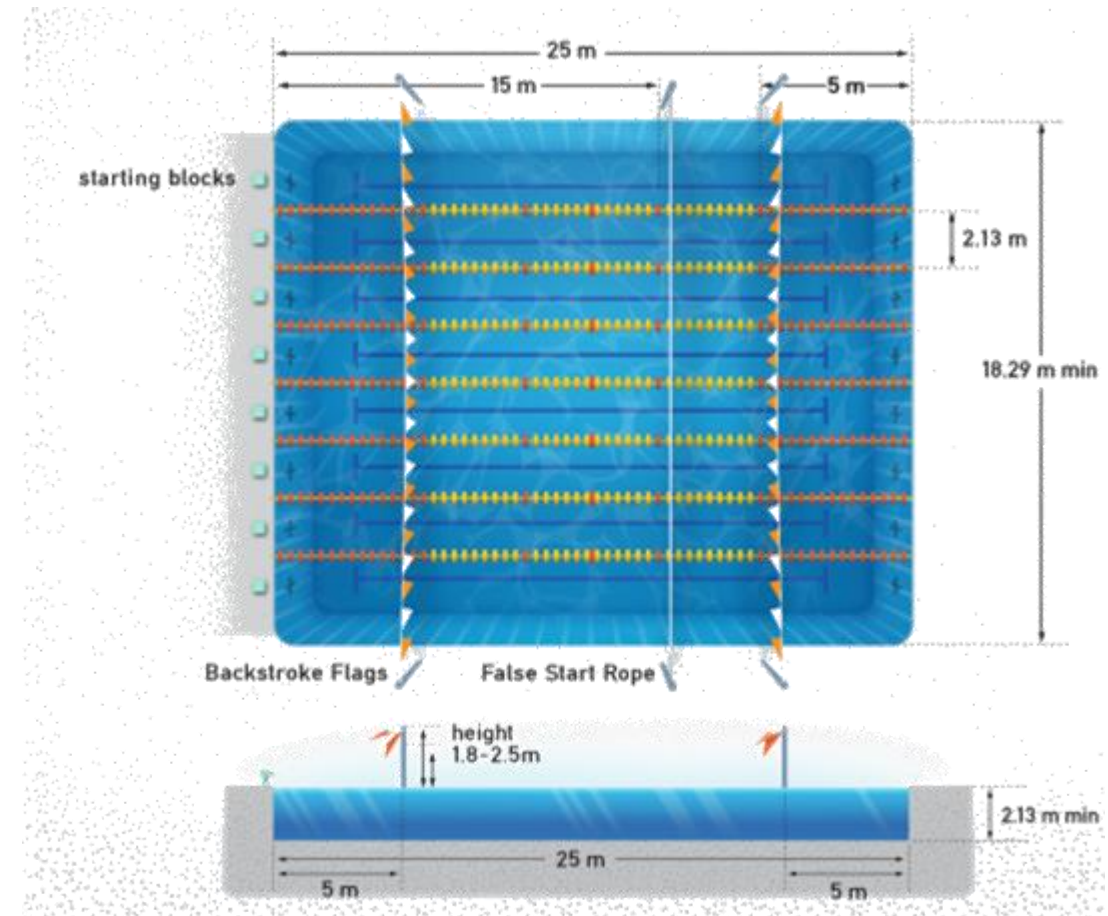 25 m
15 m
5 m
starting blocks
2.13 m
18.29 m min
Backstroke Flags
False Start Rope
height
1.8-2.5m
2.13 m min
25 m
5 m
5 m